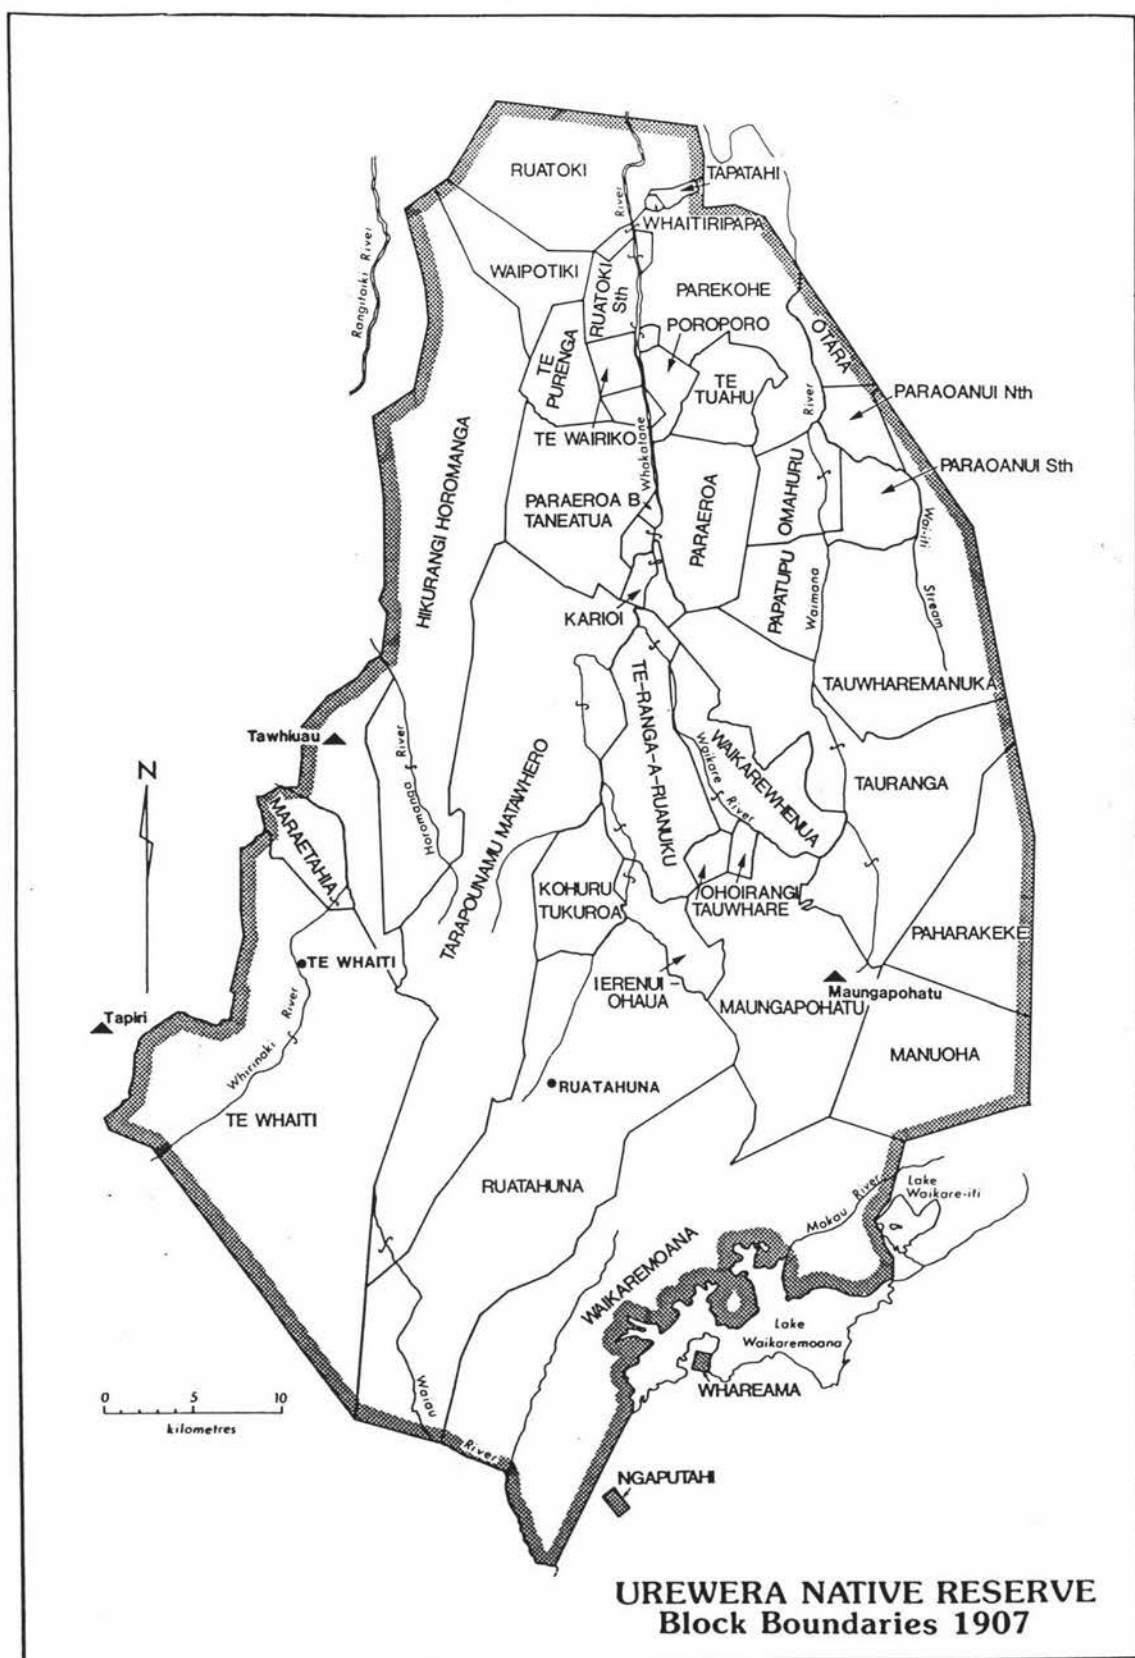 RUATOKI
TAPATAHI
River
WHAITIRIPAPA
Rangitaiki River
WAIPOTIKI
RUATOKI
Sth
PAREKOHE
OTARA
POROPORO
TE
PURENGA
TE
TUAHU
River
PARAOANUI Nth
TE WAIRIKO
Whakatane
HIKURANGI HOROMANGA
PARAOANUI Sth
PARAEROA B
TANEATUA
PARAEROA
OMAHURU
Wai-iti
Stream
PAPATUPU
Waimana
KARIOI
TE-RANGA-A-RUANUKU
TAUWHAREMANUKA
Tawhiuau
Horomanga River
N
WAIKAREWHENUA
Waikare River
TAURANGA
MARAETAHIA
TARAPOUNAMU MATAWHERO
KOHURU
TUKUROA
OHOIRANGI
TAUWHARE
PAHARAKEKE
TE WHAITI
IERENUI-
OHAUA
Maungapohatu
MAUNGAPOHATU
Tapiri
Whirinaki River
MANUOHA
RUATAHUNA
TE WHAITI
RUATAHUNA
Mokau River
Lake
Waikare-iti
WAIKAREMOANA
Lake
Waikaremoana
WHAREAMA
0 5 10
kilometres
Waiau River
NGAPUTAHI
UREWERA NATIVE RESERVE
Block Boundaries 1907